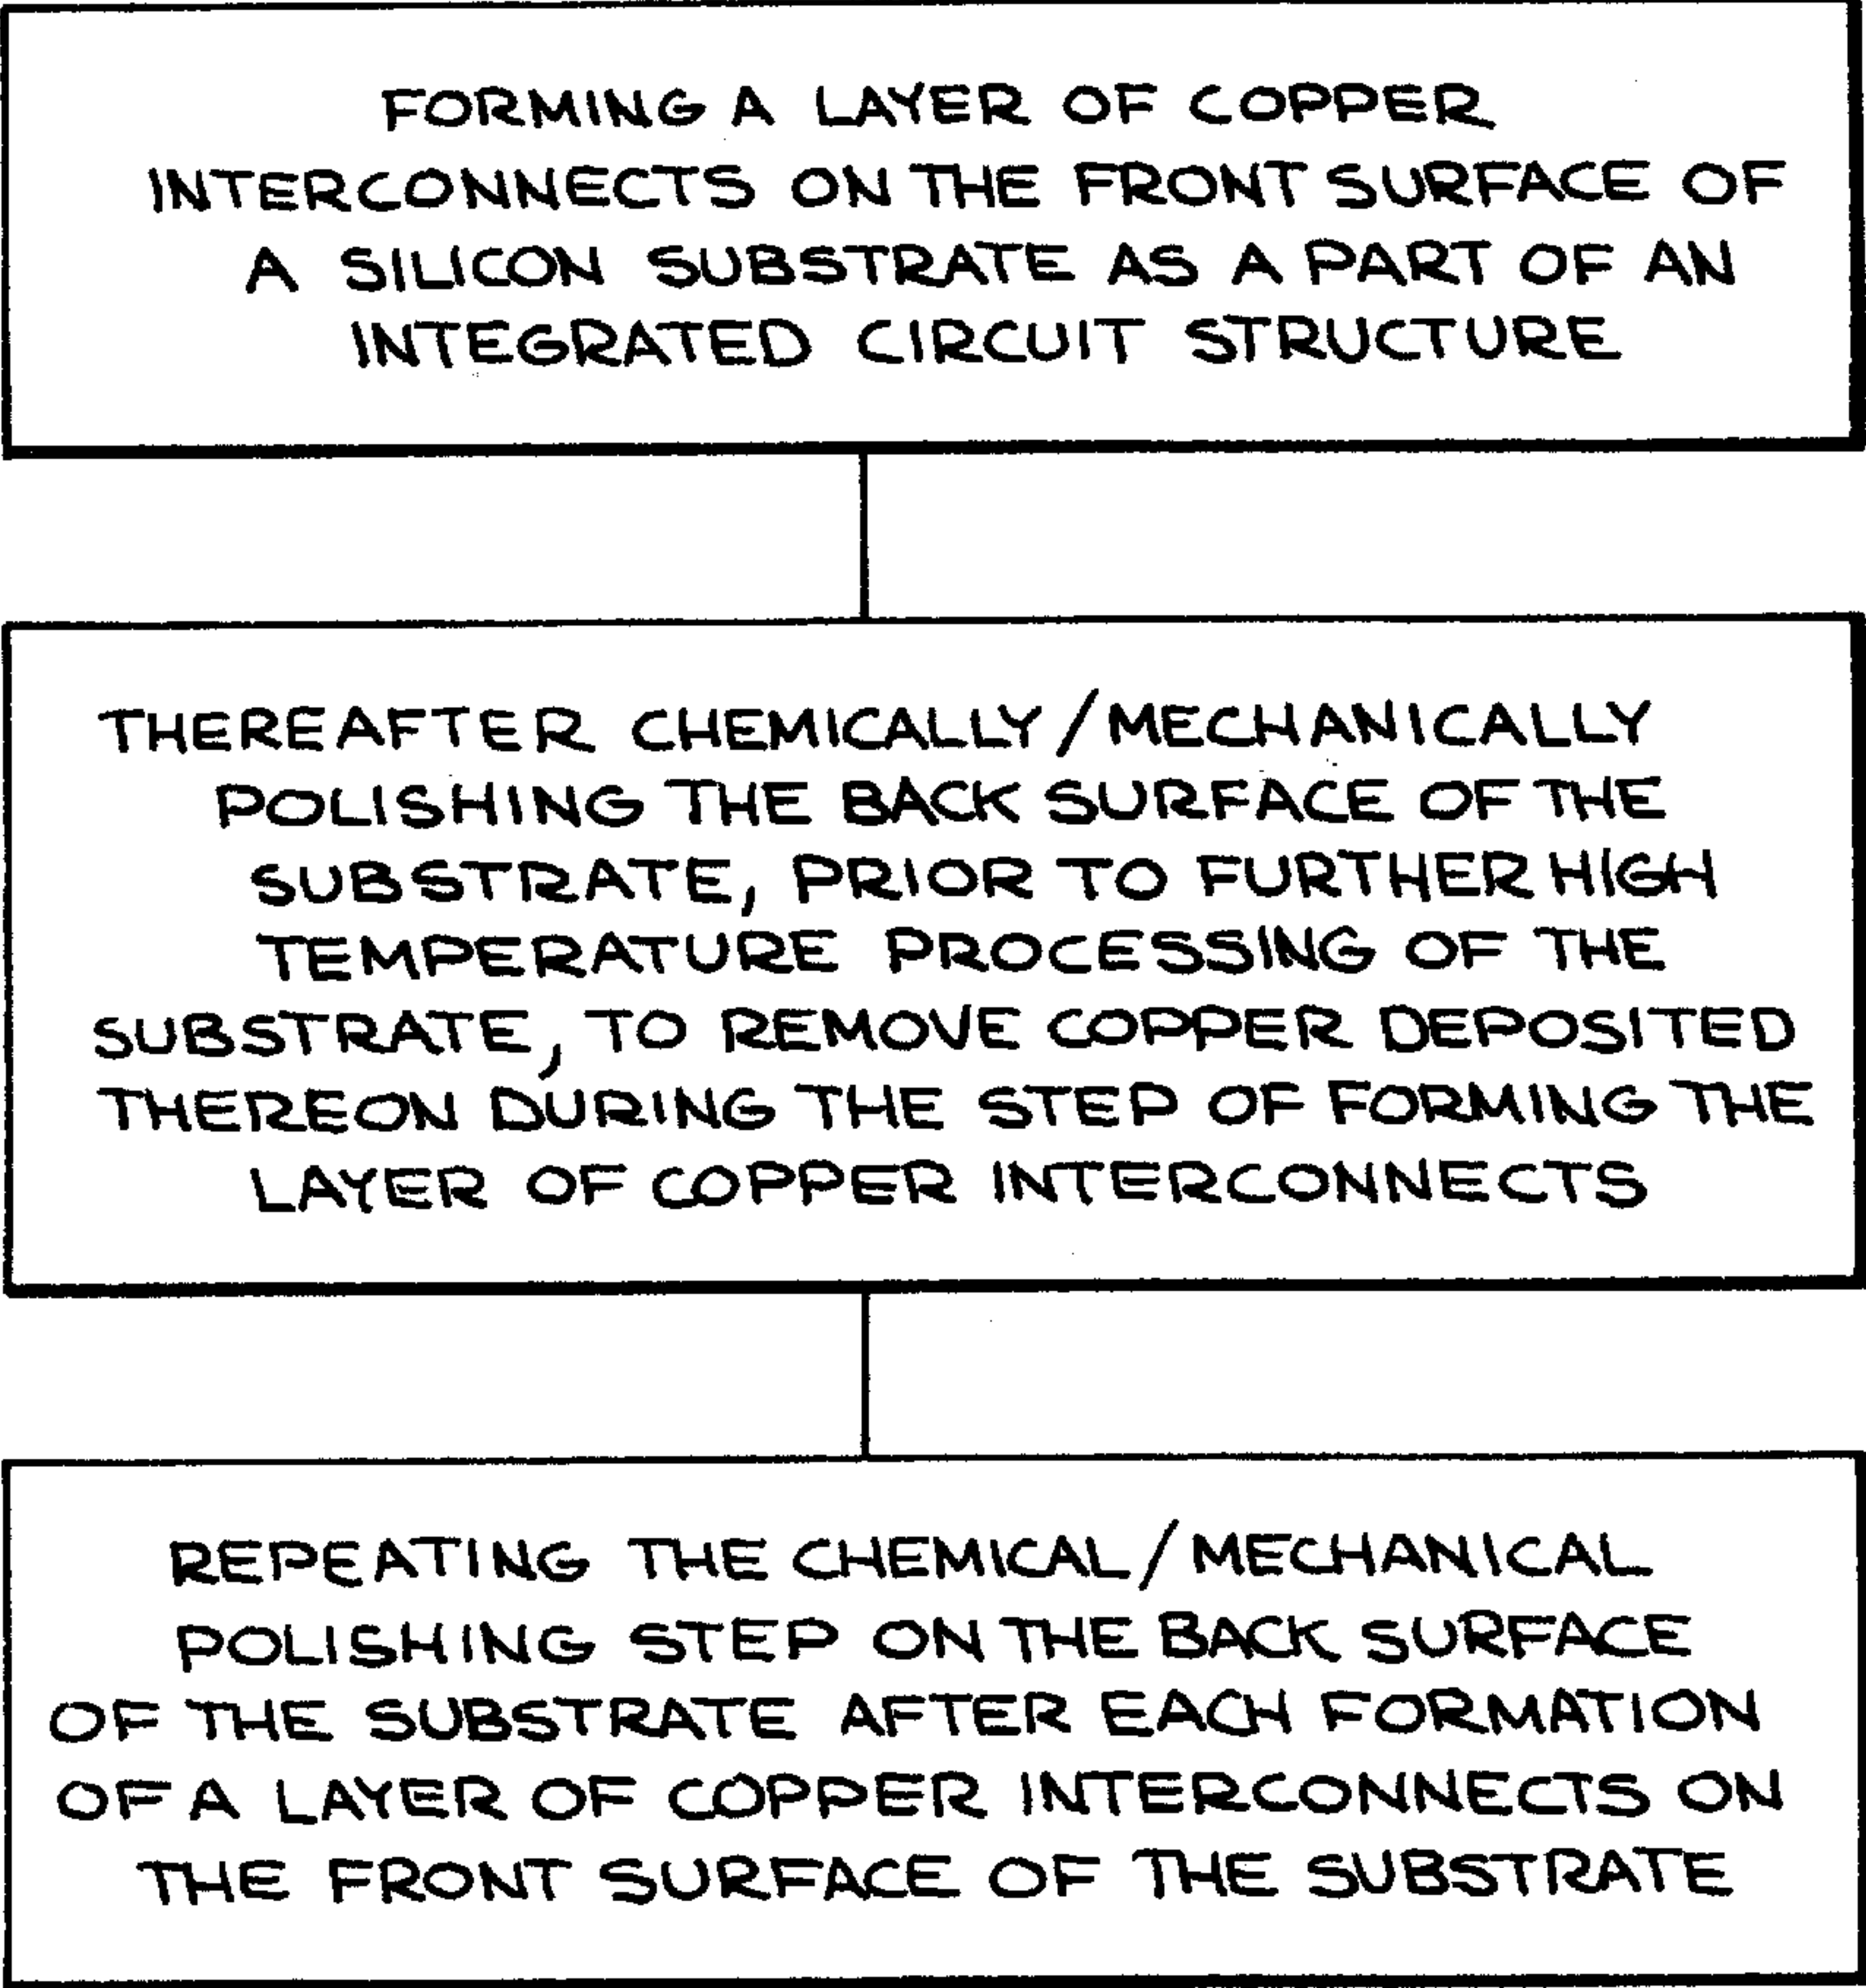 FORMING A LAYER OF COPPER
INTERCONNECTS ON THE FRONT SURFACE OF
A SILICON SUBSTRATE AS A PART OF AN
INTEGRATED CIRCUIT STRUCTURE
THEREAFTER CHEMICALLY/MECHANICALLY
POLISHING THE BACK SURFACE OF THE
SUBSTRATE, PRIOR TO FURTHER HIGH
TEMPERATURE PROCESSING OF THE
SUBSTRATE, TO REMOVE COPPER DEPOSITED
THEREON DURING THE STEP OF FORMING THE
LAYER OF COPPER INTERCONNECTS
REPEATING THE CHEMICAL/MECHANICAL
POLISHING STEP ON THE BACK SURFACE
OF THE SUBSTRATE AFTER EACH FORMATION
OF A LAYER OF COPPER INTERCONNECTS ON
THE FRONT SURFACE OF THE SUBSTRATE